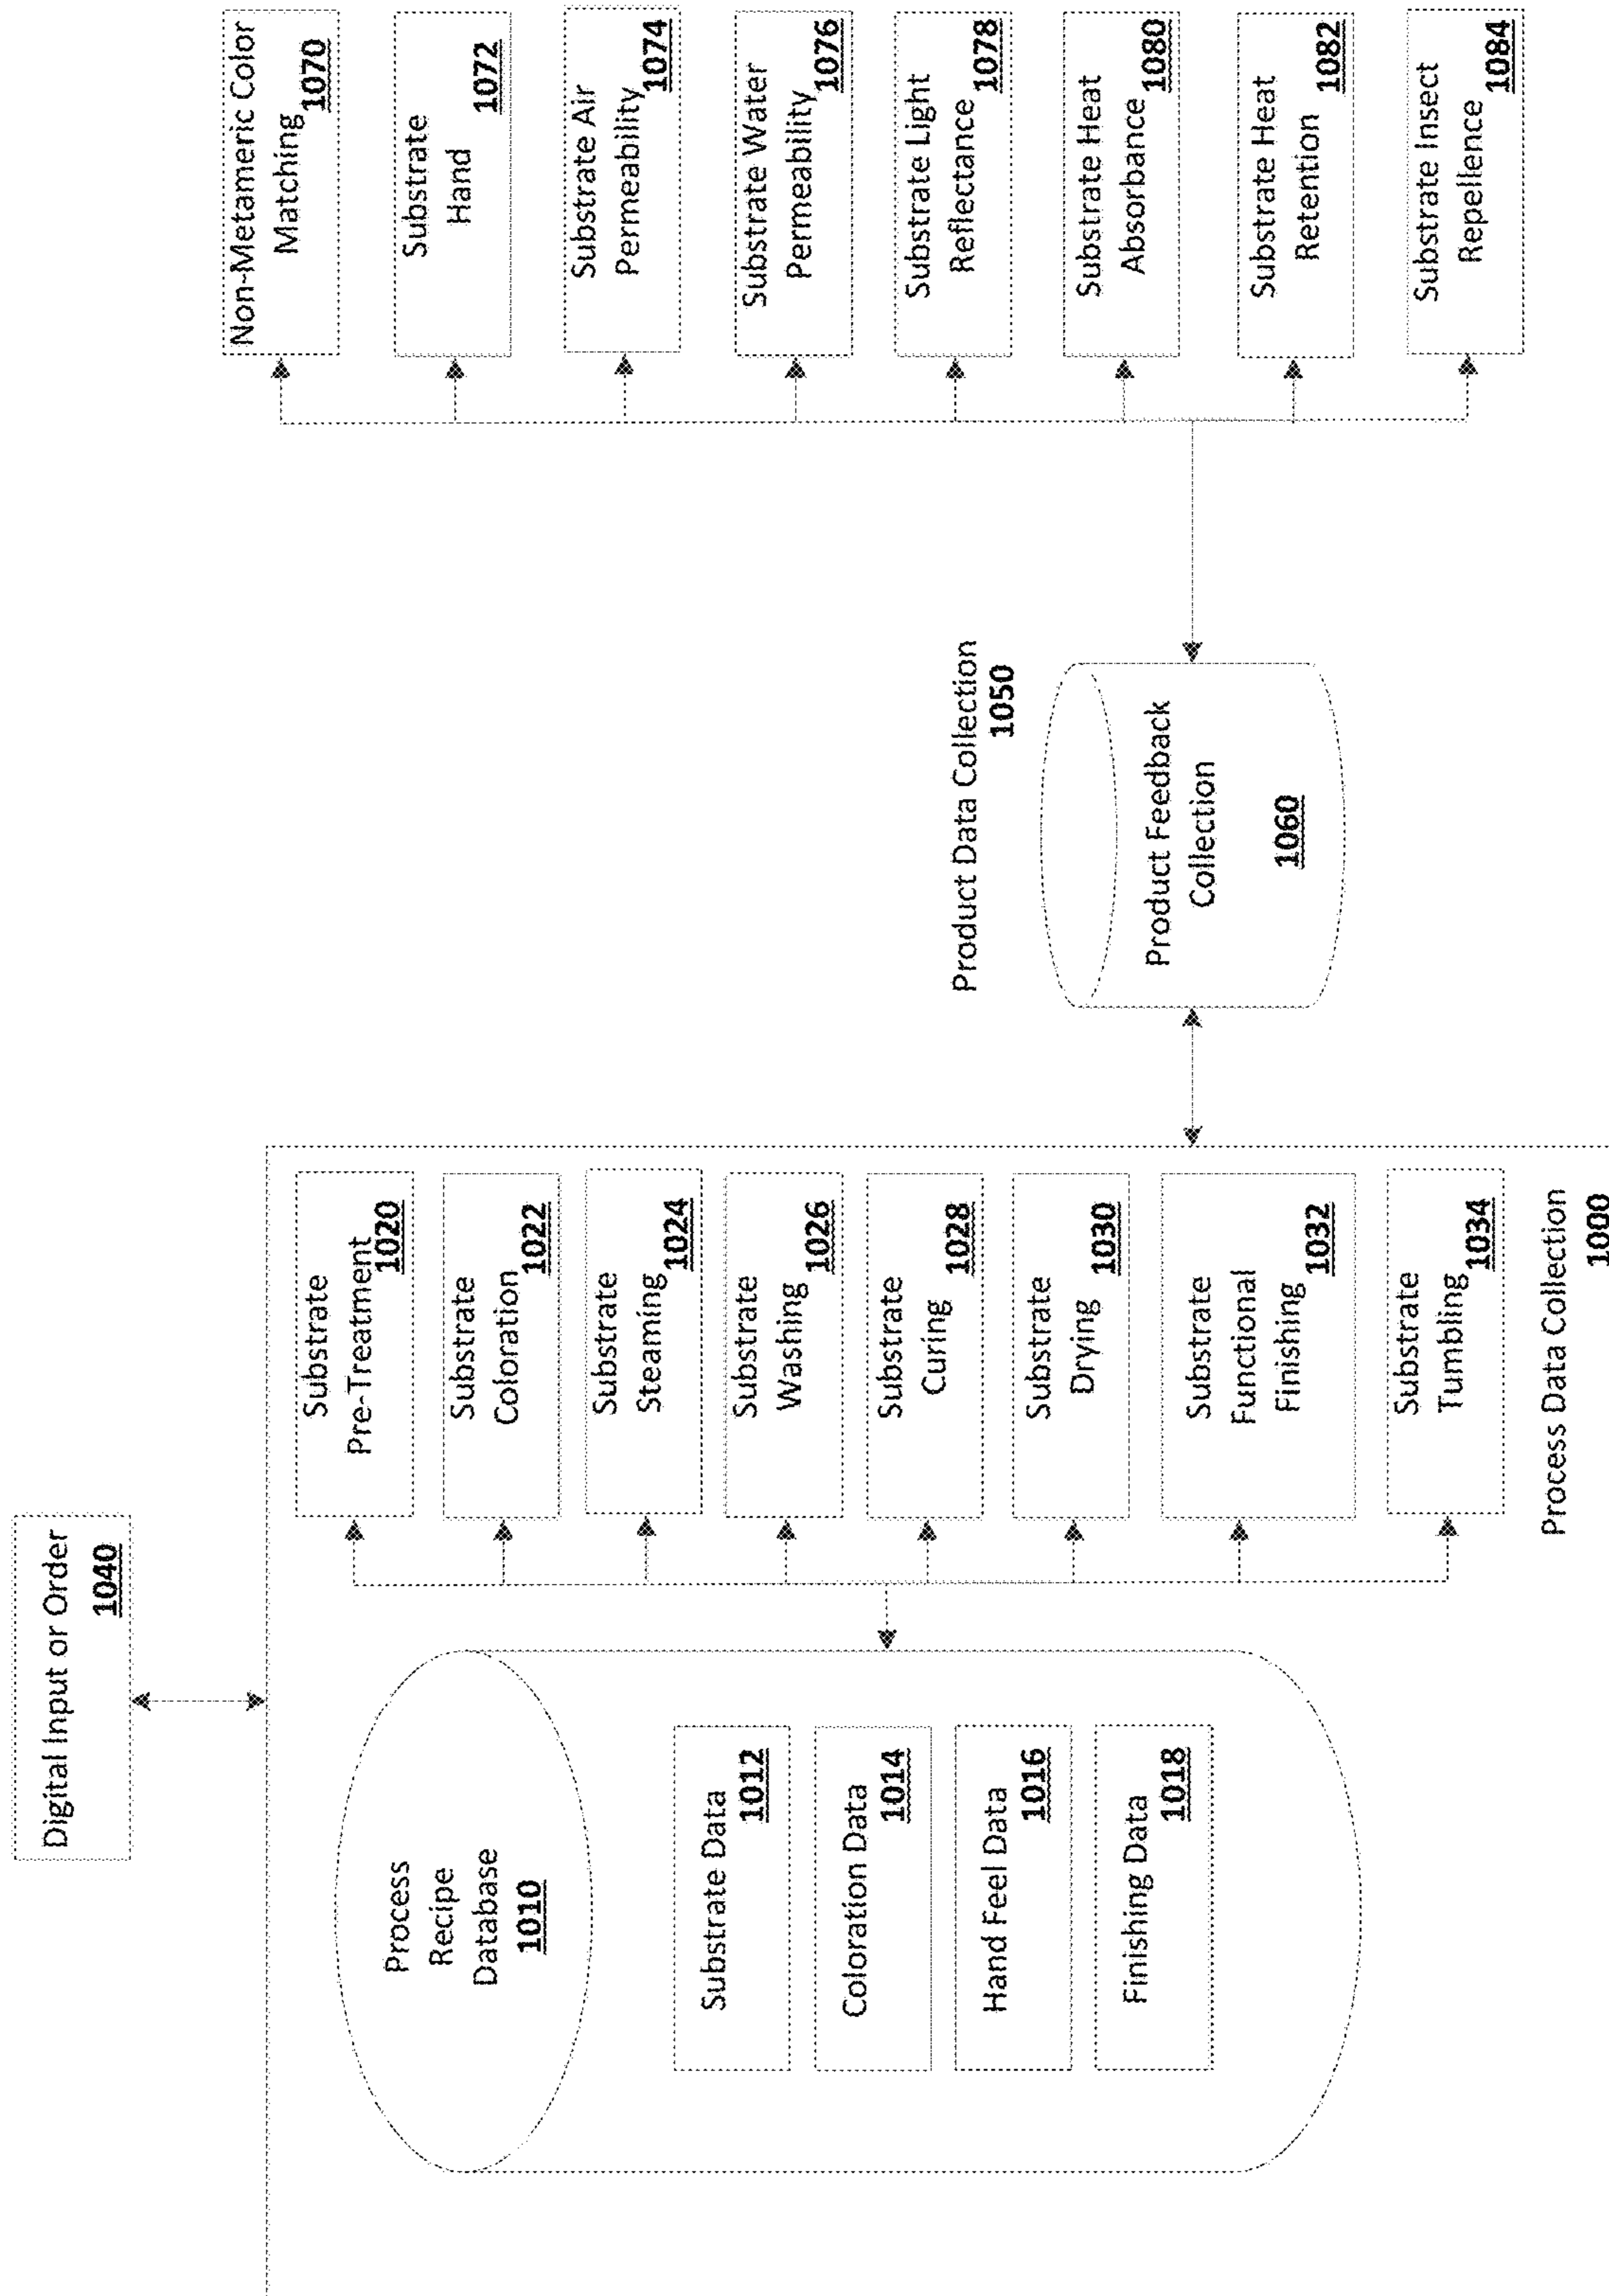 Digital Input or Order
1040
Process
Recipe
Database
1010
Substrate Data
1012
Coloration Data
1014
Hand Feel Data
1016
Finishing Data
1018
Substrate
Pre-Treatment
1020
Substrate
Coloration
1022
Substrate
Steaming
1024
Substrate
Washing
1026
Substrate
Curing
1028
Substrate
Drying
1030
Substrate
Functional
Finishing
1032
Substrate
Tumbling
1034
Process Data Collection
1000
Product Data Collection
1050
Product Feedback
Collection
1060
Non-Metameric Color
Matching
1070
Substrate
Hand
1072
Substrate Air
Permeability
1074
Substrate Water
Permeability
1076
Substrate Light
Reflectance
1078
Substrate Heat
Absorbance
1080
Substrate Heat
Retention
1082
Substrate Insect
Repellence
1084